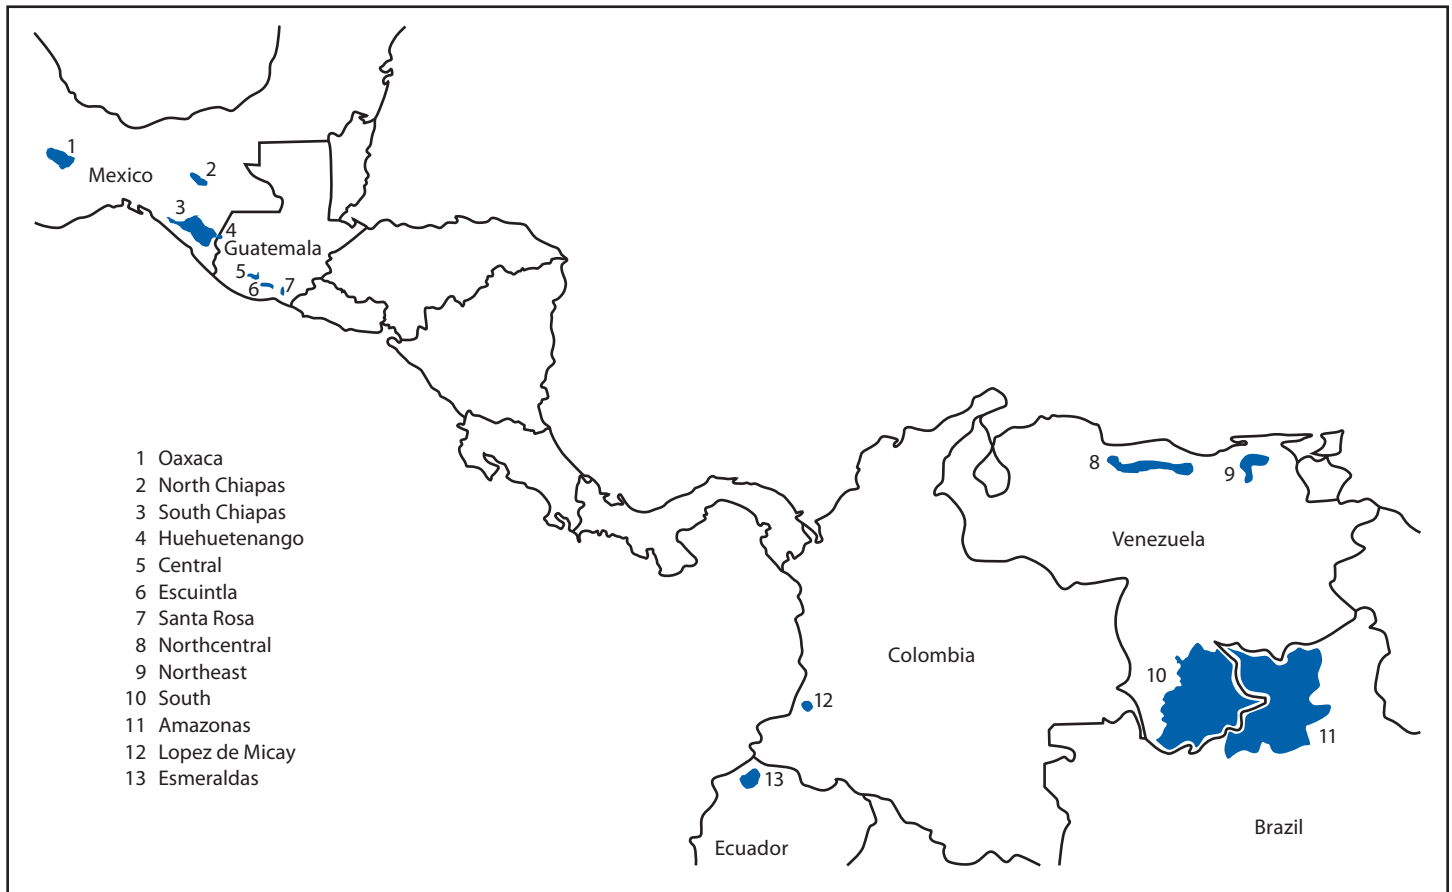 1
Mexico
2
3
4
Guatemala
5
6
7
8
9
Venezuela
Colombia
10
11
12
13
Ecuador
Brazil
1 Oaxaca
2 North Chiapas
3 South Chiapas
4 Huehuetenango
5 Central
6 Escuintla
7 Santa Rosa
8 Northcentral
9 Northeast
10 South
11 Amazonas
12 Lopez de Micay
13 Esmeraldas